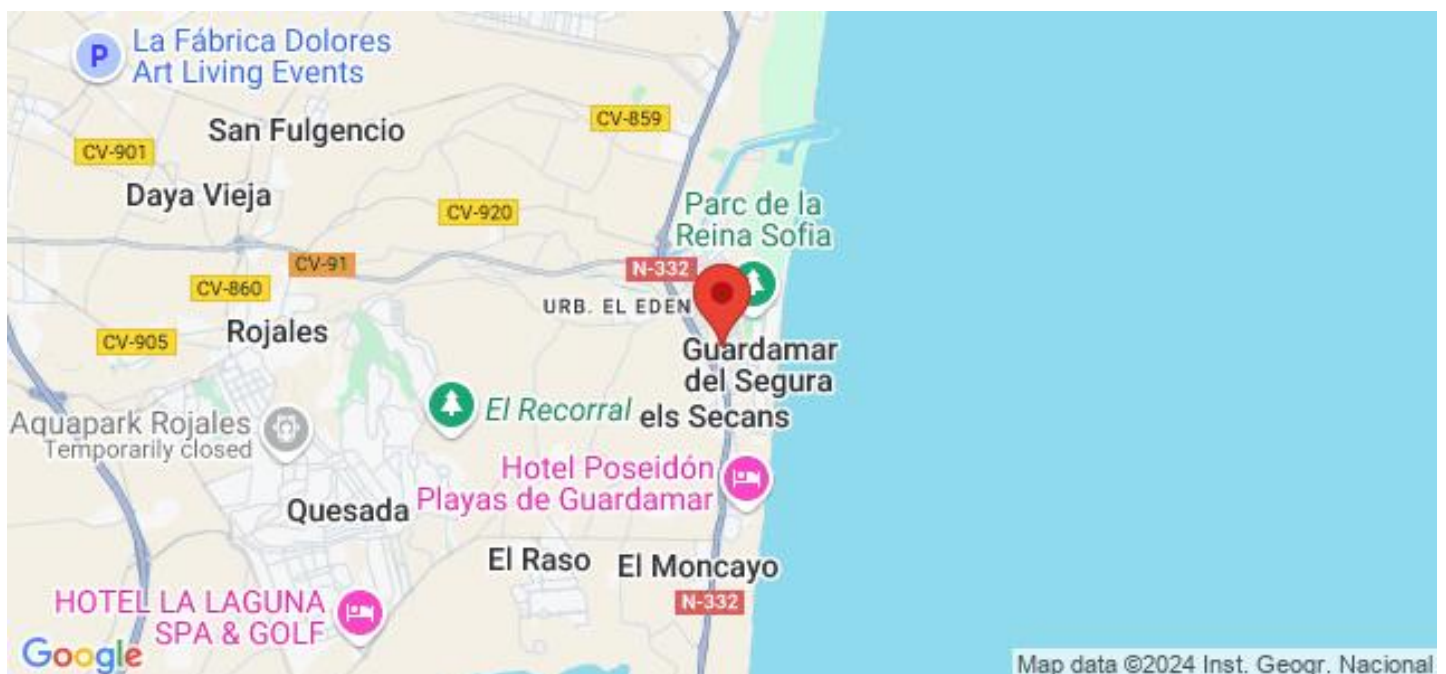 La Fábrica Dolores
Art Living Events
San Fulgencio
CV-859
CV-901
Daya Vieja
CV-920
Parc de la
Reina Sofia
CV-91
N-332
CV-860
URB. EL EDEN
Rojales
CV-905
Guardamar
del Segura
El Recorral
els Secans
Aquapark Rojales
Temporarily closed
Hotel Poseidón
Playas de Guardamar
Quesada
El Raso
El Moncayo
HOTEL LA LAGUNA
SPA & GOLF
N-332
Google
Map data ©2024 Inst. Geogr. Nacional